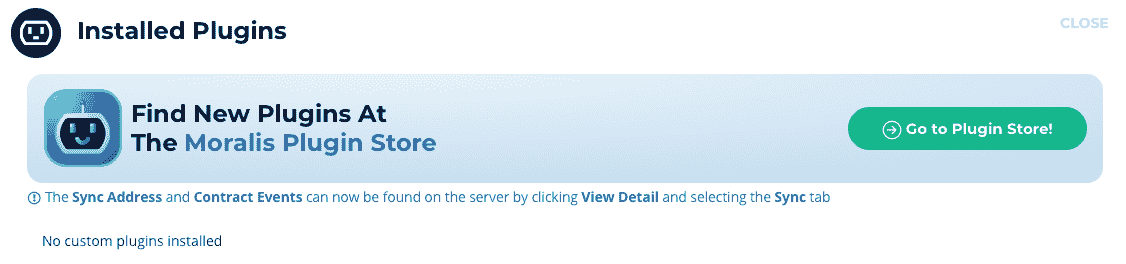 Installed Plugins
CLOSE
Find New Plugins At
The Moralis Plugin Store
Go to Plugin Store!
The Sync Address and Contract Events can now be found on the server by clicking View Detail and selecting the Sync tab
No custom plugins installed